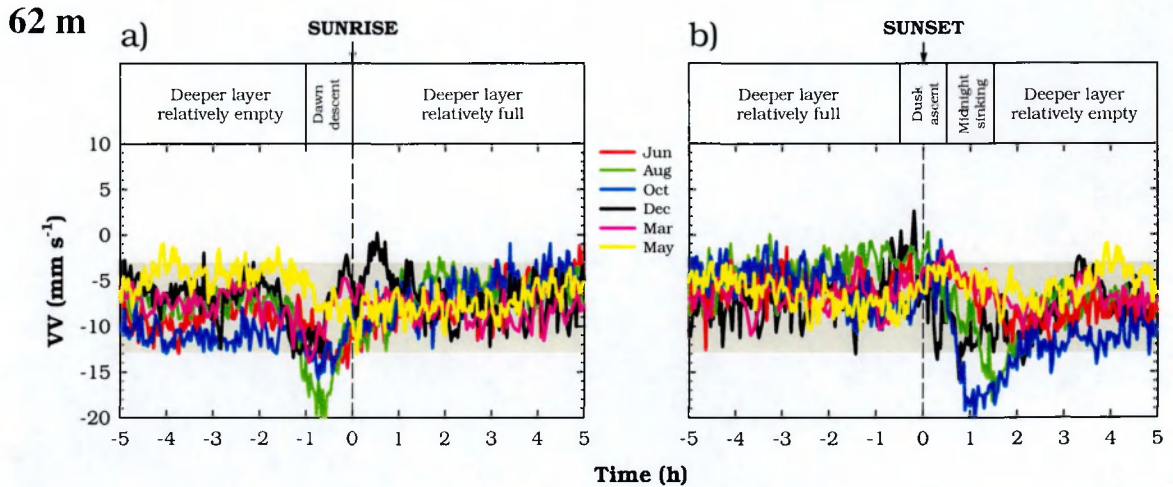 62 m
a)
SUNRISE
Deeper layer
relatively empty
Dawn
descent
Deeper layer
relatively full
b)
SUNSET
Deeper layer
relatively full
Dusk
ascent
Midnight
sinking
Deeper layer
relatively empty
VV (mm s⁻¹)
10
5
0
-5
-10
-15
-20
-5 -4 -3 -2 -1 0 1 2 3 4 5
Jun
Aug
Oct
Dec
Mar
May
-5 -4 -3 -2 -1 0 1 2 3 4 5
Time (h)